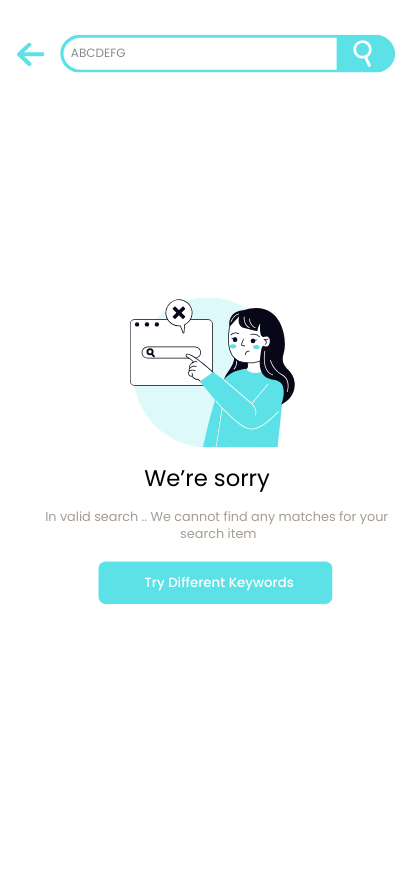 ABCDEFG
We're sorry
In valid search .. We cannot find any matches for your
search item
Try Different Keywords